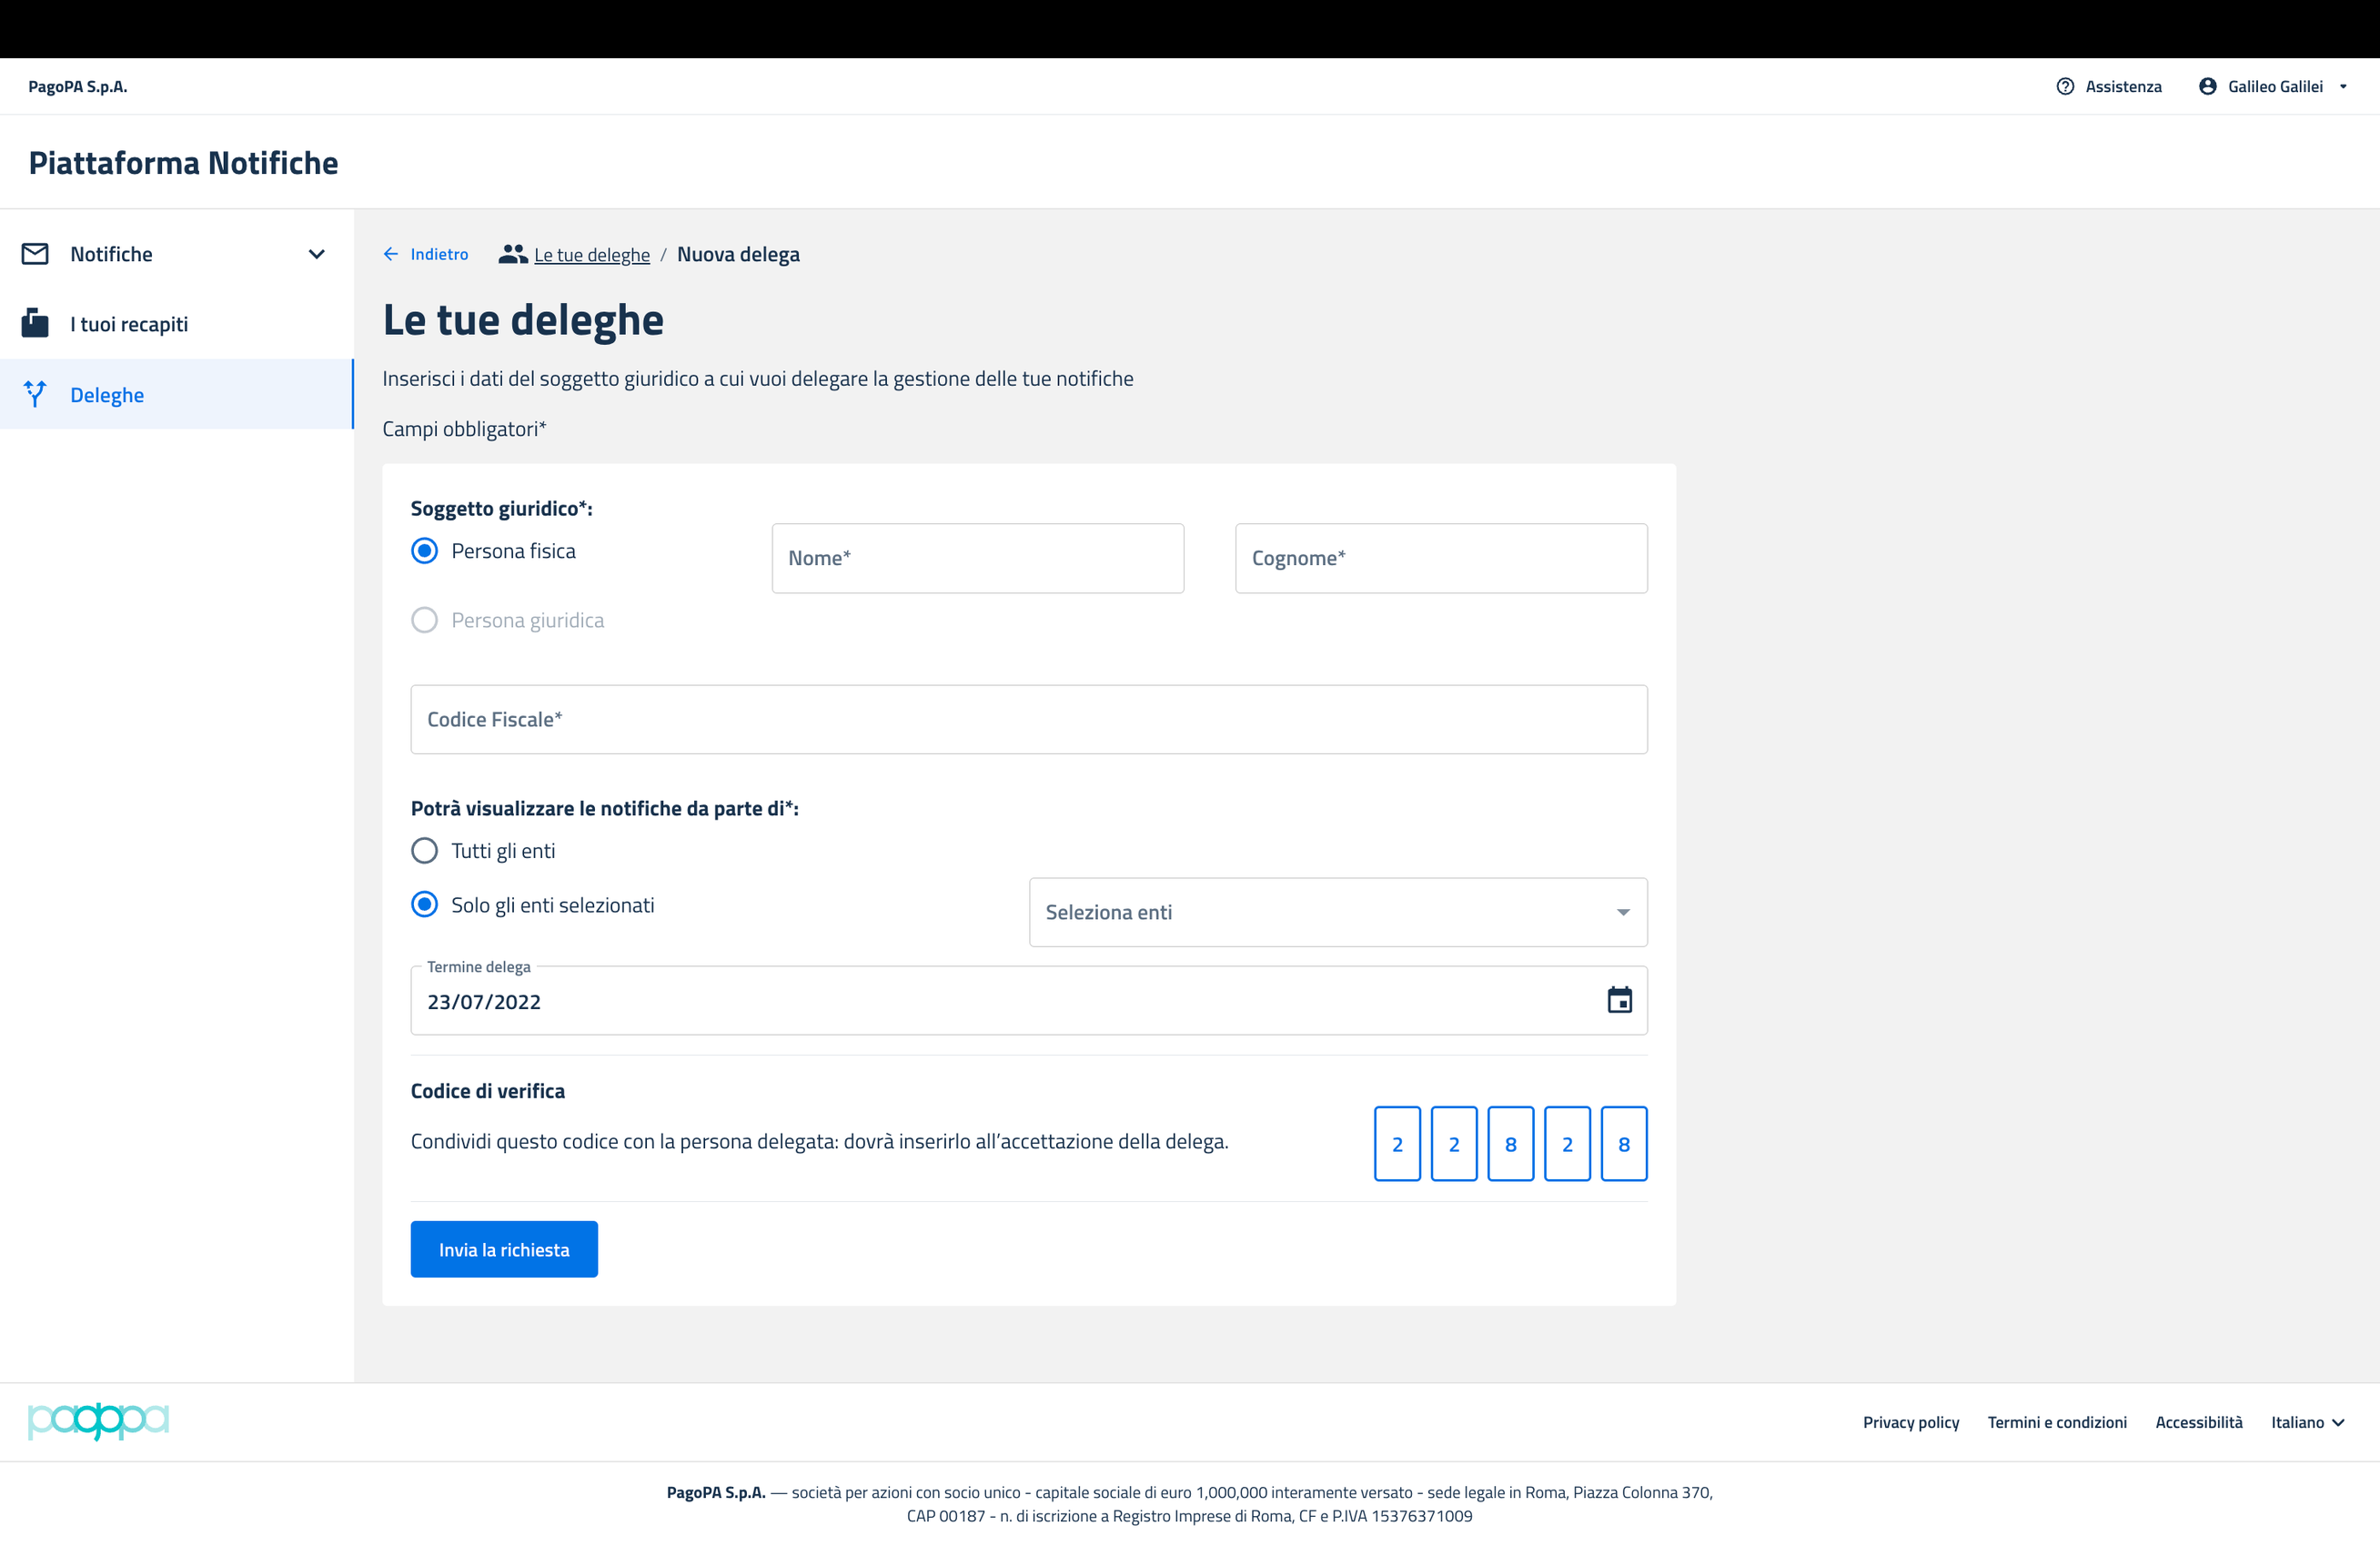 PagoPA S.p.A.
Assistenza
Galileo Galilei
Piattaforma Notifiche
Notifiche
I tuoi recapiti
Deleghe
Indietro
Le tue deleghe / Nuova delega
Le tue deleghe
Inserisci i dati del soggetto giuridico a cui vuoi delegare la gestione delle tue notifiche
Campi obbligatori*
Soggetto giuridico*:
Persona fisica
Nome*
Cognome*
Persona giuridica
Codice Fiscale*
Potrà visualizzare le notifiche da parte di*:
Tutti gli enti
Solo gli enti selezionati
Seleziona enti
Termine delega
23/07/2022
Codice di verifica
Condividi questo codice con la persona delegata: dovrà inserirlo all’accettazione della delega.
2 2 8 2 8
Invia la richiesta
pagopa
Privacy policy
Termini e condizioni
Accessibilità
Italiano
PagoPA S.p.A. — società per azioni con socio unico - capitale sociale di euro 1,000,000 interamente versato - sede legale in Roma, Piazza Colonna 370,
CAP 00187 - n. di iscrizione a Registro Imprese di Roma, CF e P.IVA 15376371009